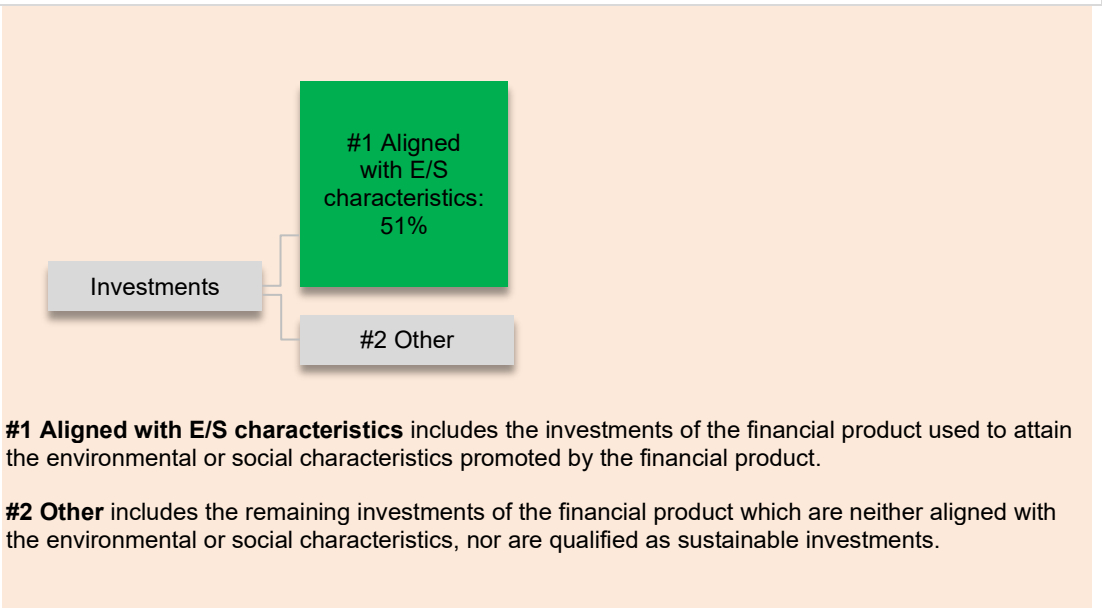 #1 Aligned
with E/S
characteristics:
51%
Investments
#2 Other
#1 Aligned with E/S characteristics includes the investments of the financial product used to attain
the environmental or social characteristics promoted by the financial product.
#2 Other includes the remaining investments of the financial product which are neither aligned with
the environmental or social characteristics, nor are qualified as sustainable investments.